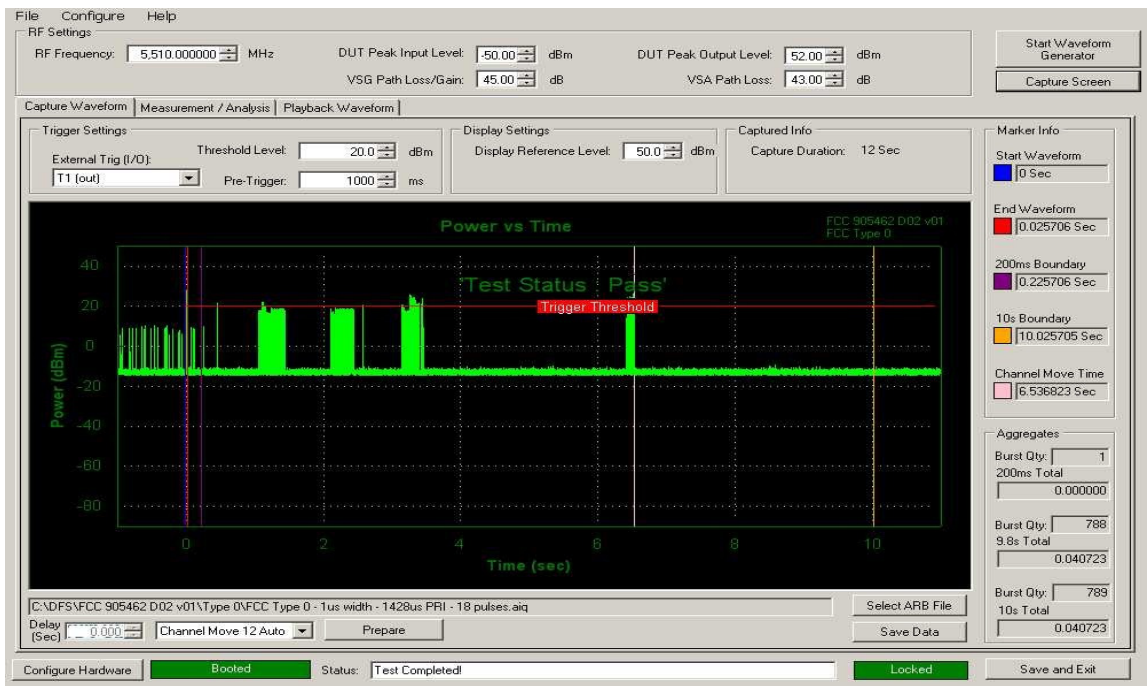 File Configure Help
RF Settings
RF Frequency: 5,510.000000 MHz
DUT Peak Input Level: -50.00 dBm
DUT Peak Output Level: 52.00 dBm
VSG Path Loss/Gain: 45.00 dB
VSA Path Loss: 43.00 dB
Start Waveform
Generator
Capture Screen
Capture Waveform Measurement / Analysis Playback Waveform
Trigger Settings
External Trig (I/O):
T1 (out)
Threshold Level: 20.0 dBm
Pre-Trigger: 1000 ms
Display Settings
Display Reference Level: 50.0 dBm
Captured Info
Capture Duration: 12 Sec
Marker Info
Start Waveform
0 Sec
End Waveform
0.025706 Sec
200ms Boundary
0.225706 Sec
10s Boundary
10.025705 Sec
Channel Move Time
6.536823 Sec
Power vs Time
FCC 905462 D02 v01
FCC Type 0
'Test Status : Pass'
Trigger Threshold
Power (dBm)
40
20
0
-20
-40
-60
-80
0 2 4 6 8 10
Time (sec)
Aggregates
Burst Qty: 1
200ms Total
0.000000
Burst Qty: 788
9.8s Total
0.040723
Burst Qty: 789
10s Total
0.040723
C:\DFS\FCC 905462 D02 v01\Type 0\FCC Type 0 - 1us width - 1428us PRI - 18 pulses.aiq
Select ARB File
Delay
(Sec) 0.000
Channel Move 12 Auto
Prepare
Save Data
Configure Hardware
Booted
Status: Test Completed!
Locked
Save and Exit